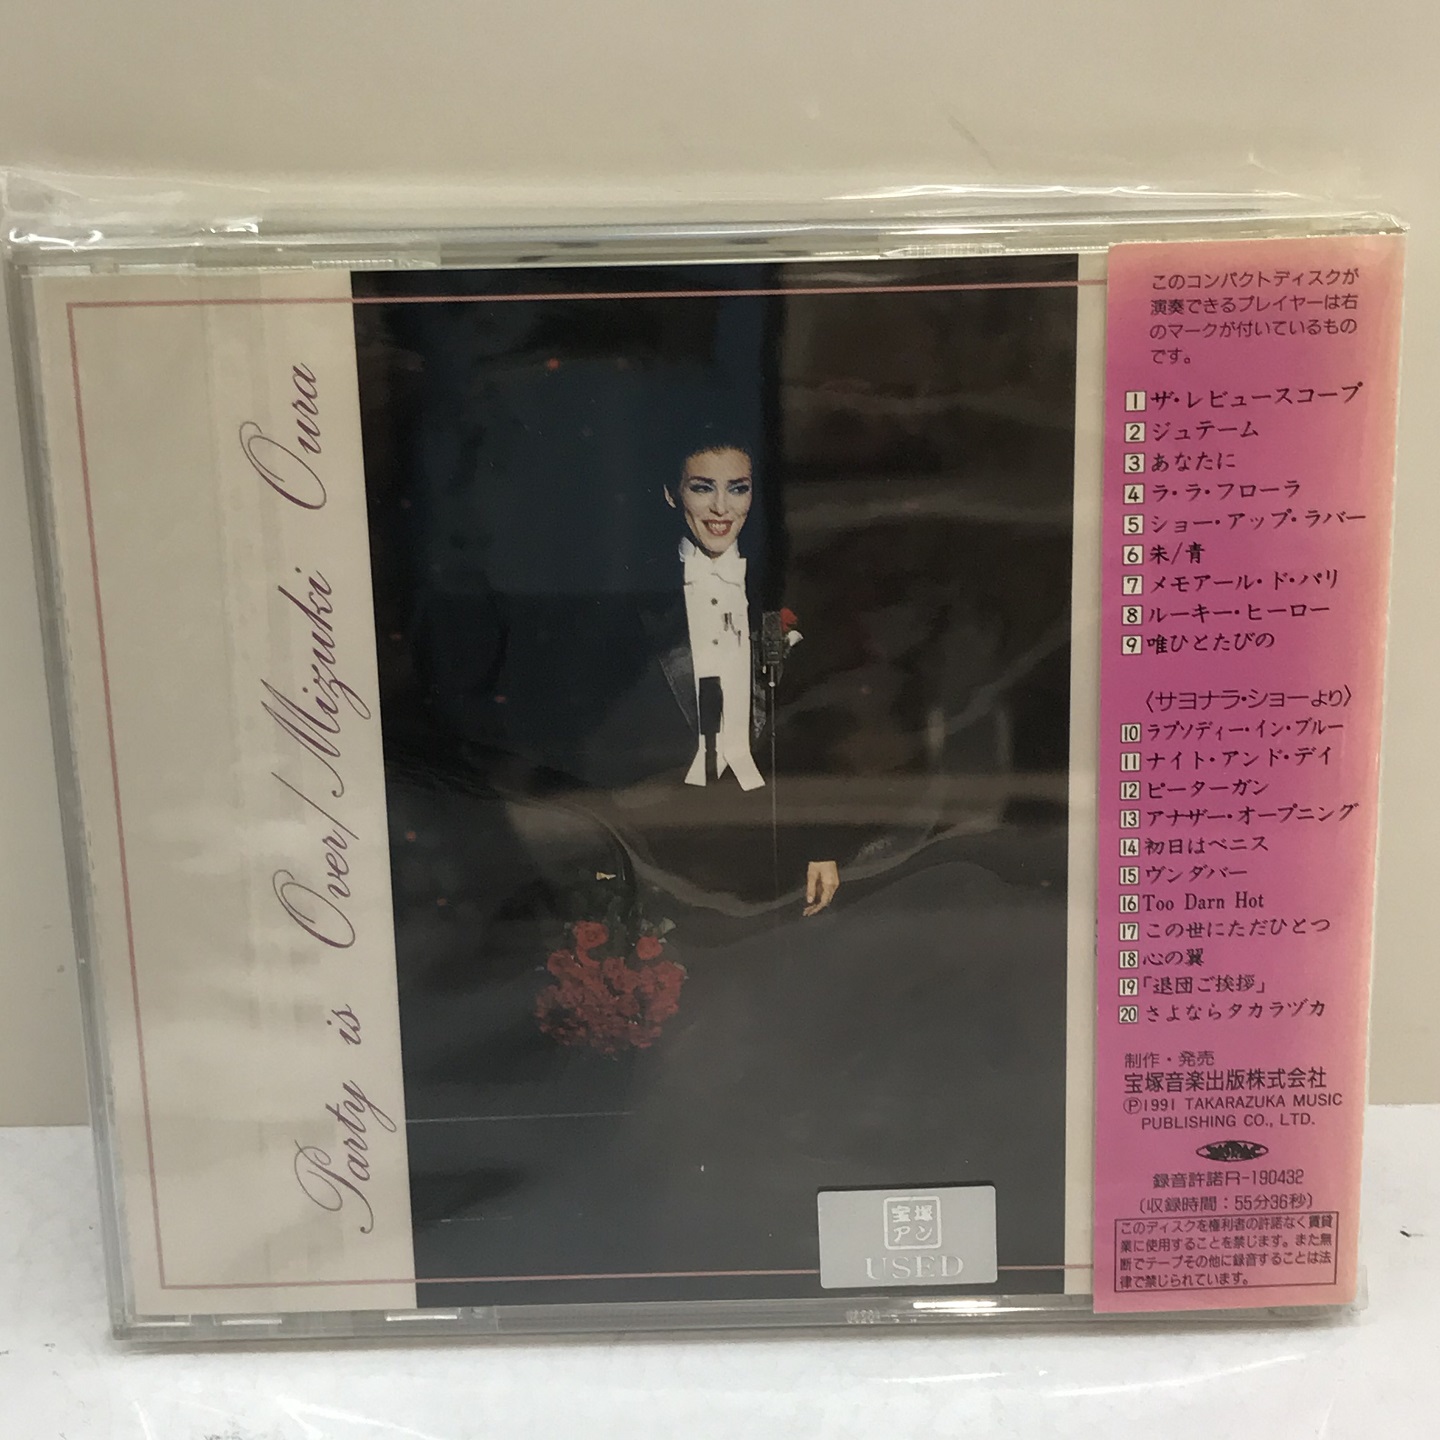 Party is Over/Mizuki Oura
このコンパクトディスクが
演奏できるプレイヤーは右
のマークが付いているもの
です。
1 ザ・レビュースコープ
2 ジュテーム
3 あなたに
4 ラ・ラ・フローラ
5 ショー・アップ・ラバー
6 朱/青
7 メモアール・ド・パリ
8 ルーキー・ヒーロー
9 唯ひとたびの
〈サヨナラ・ショーより〉
10 ラプソディー・イン・ブルー
11 ナイト・アンド・デイ
12 ピーターガン
13 アナザー・オープニング
14 初日はベニス
15 ヴンダバー
16 Too Darn Hot
17 この世にただひとつ
18 心の翼
19 「退団ご挨拶」
20 さよならタカラヅカ
制作・発売
宝塚音楽出版株式会社
Ⓟ1991 TAKARAZUKA MUSIC
PUBLISHING CO., LTD.
録音許諾R-190432
(収録時間:55分36秒)
このディスクを権利者の許諾なく賃貸
業に使用することを禁じます。また無
断でテープその他に録音することは法
律で禁じられています。
宝塚
アン
USED